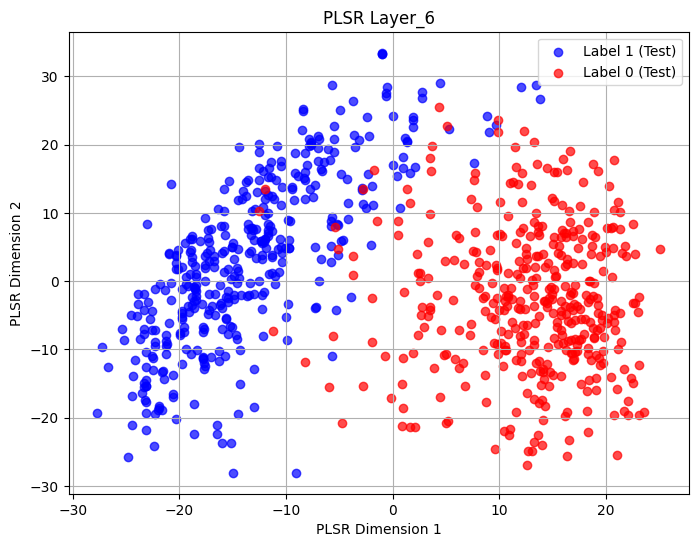 PLSR Layer_6
Label 1 (Test)
Label 0 (Test)
PLSR Dimension 2
30
20
10
0
−10
−20
−30
−30
−20
−10
0
10
20
PLSR Dimension 1